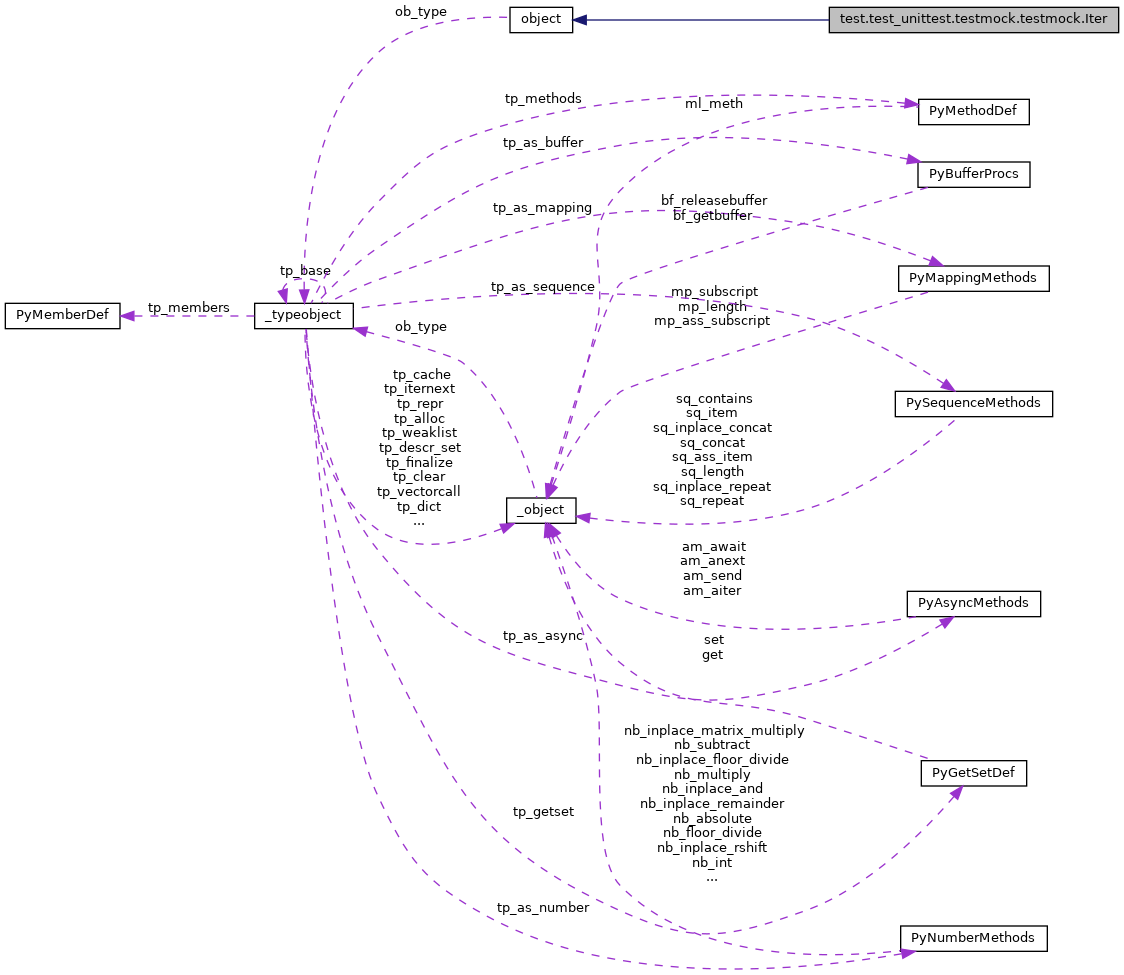 ob_type
object
test.test_unittest.testmock.testmock.Iter
tp_methods
ml_meth
PyMethodDef
tp_as_buffer
PyBufferProcs
tp_as_mapping
bf_releasebuffer
bf_getbuffer
tp_base
PyMappingMethods
tp_as_sequence
mp_subscript
mp_length
mp_ass_subscript
PyMemberDef
tp_members
_typeobject
ob_type
tp_cache
tp_iternext
tp_repr
tp_alloc
tp_weaklist
tp_descr_set
tp_finalize
tp_clear
tp_vectorcall
tp_dict
...
sq_contains
sq_item
sq_inplace_concat
sq_concat
sq_ass_item
sq_length
sq_inplace_repeat
sq_repeat
PySequenceMethods
_object
am_await
am_anext
am_send
am_aiter
PyAsyncMethods
tp_as_async
set
get
nb_inplace_matrix_multiply
nb_subtract
nb_inplace_floor_divide
nb_multiply
nb_inplace_and
nb_inplace_remainder
nb_absolute
nb_floor_divide
nb_inplace_rshift
nb_int
...
PyGetSetDef
tp_getset
tp_as_number
PyNumberMethods